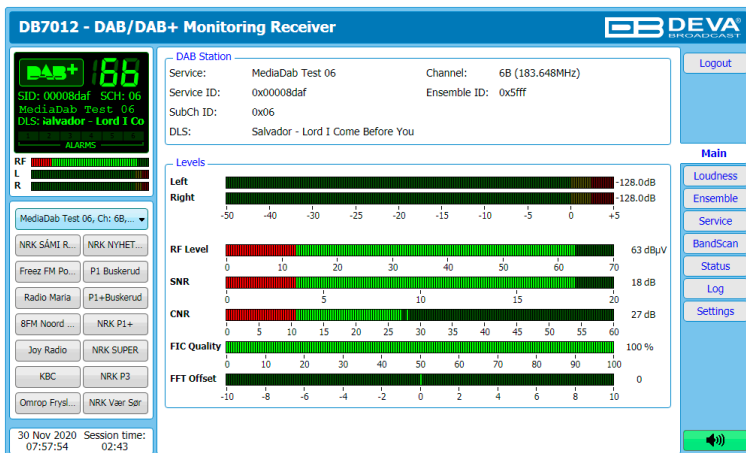 DB7012 - DAB/DAB+ Monitoring Receiver
DB DEVA
BROADCAST
DAB+ 6b
SID: 00008daf SCH: 06
MediaDab Test 06
DLS: Salvador - Lord I Co
1 2 3 4 5 6
ALARMS
RF
L
R
MediaDab Test 06, Ch: 6B,...
NRK SÁMI R... NRK NYHET...
Freez FM Po... P1 Buskerud
Radio Maria P1+Buskerud
8FM Noord ... NRK P1+
Joy Radio NRK SUPER
KBC NRK P3
Omrop Frysl... NRK Vær Sør
30 Nov 2020 Session time:
07:57:54 02:43
DAB Station
Service: MediaDab Test 06 Channel: 6B (183.648MHz)
Service ID: 0x00008daf Ensemble ID: 0x5fff
SubCh ID: 0x06
DLS: Salvador - Lord I Come Before You
Levels
Left -128.0dB
Right -128.0dB
-50 -40 -30 -25 -20 -15 -10 -5 0 +5
RF Level 63 dBμV
0 10 20 30 40 50 60 70
SNR 18 dB
0 5 10 15 20
CNR 27 dB
0 5 10 15 20 25 30 35 40 45 50 55 60
FIC Quality 100 %
0 10 20 30 40 50 60 70 80 90 100
FFT Offset 0
-10 -8 -6 -4 -2 0 2 4 6 8 10
Logout
Main
Loudness
Ensemble
Service
BandScan
Status
Log
Settings